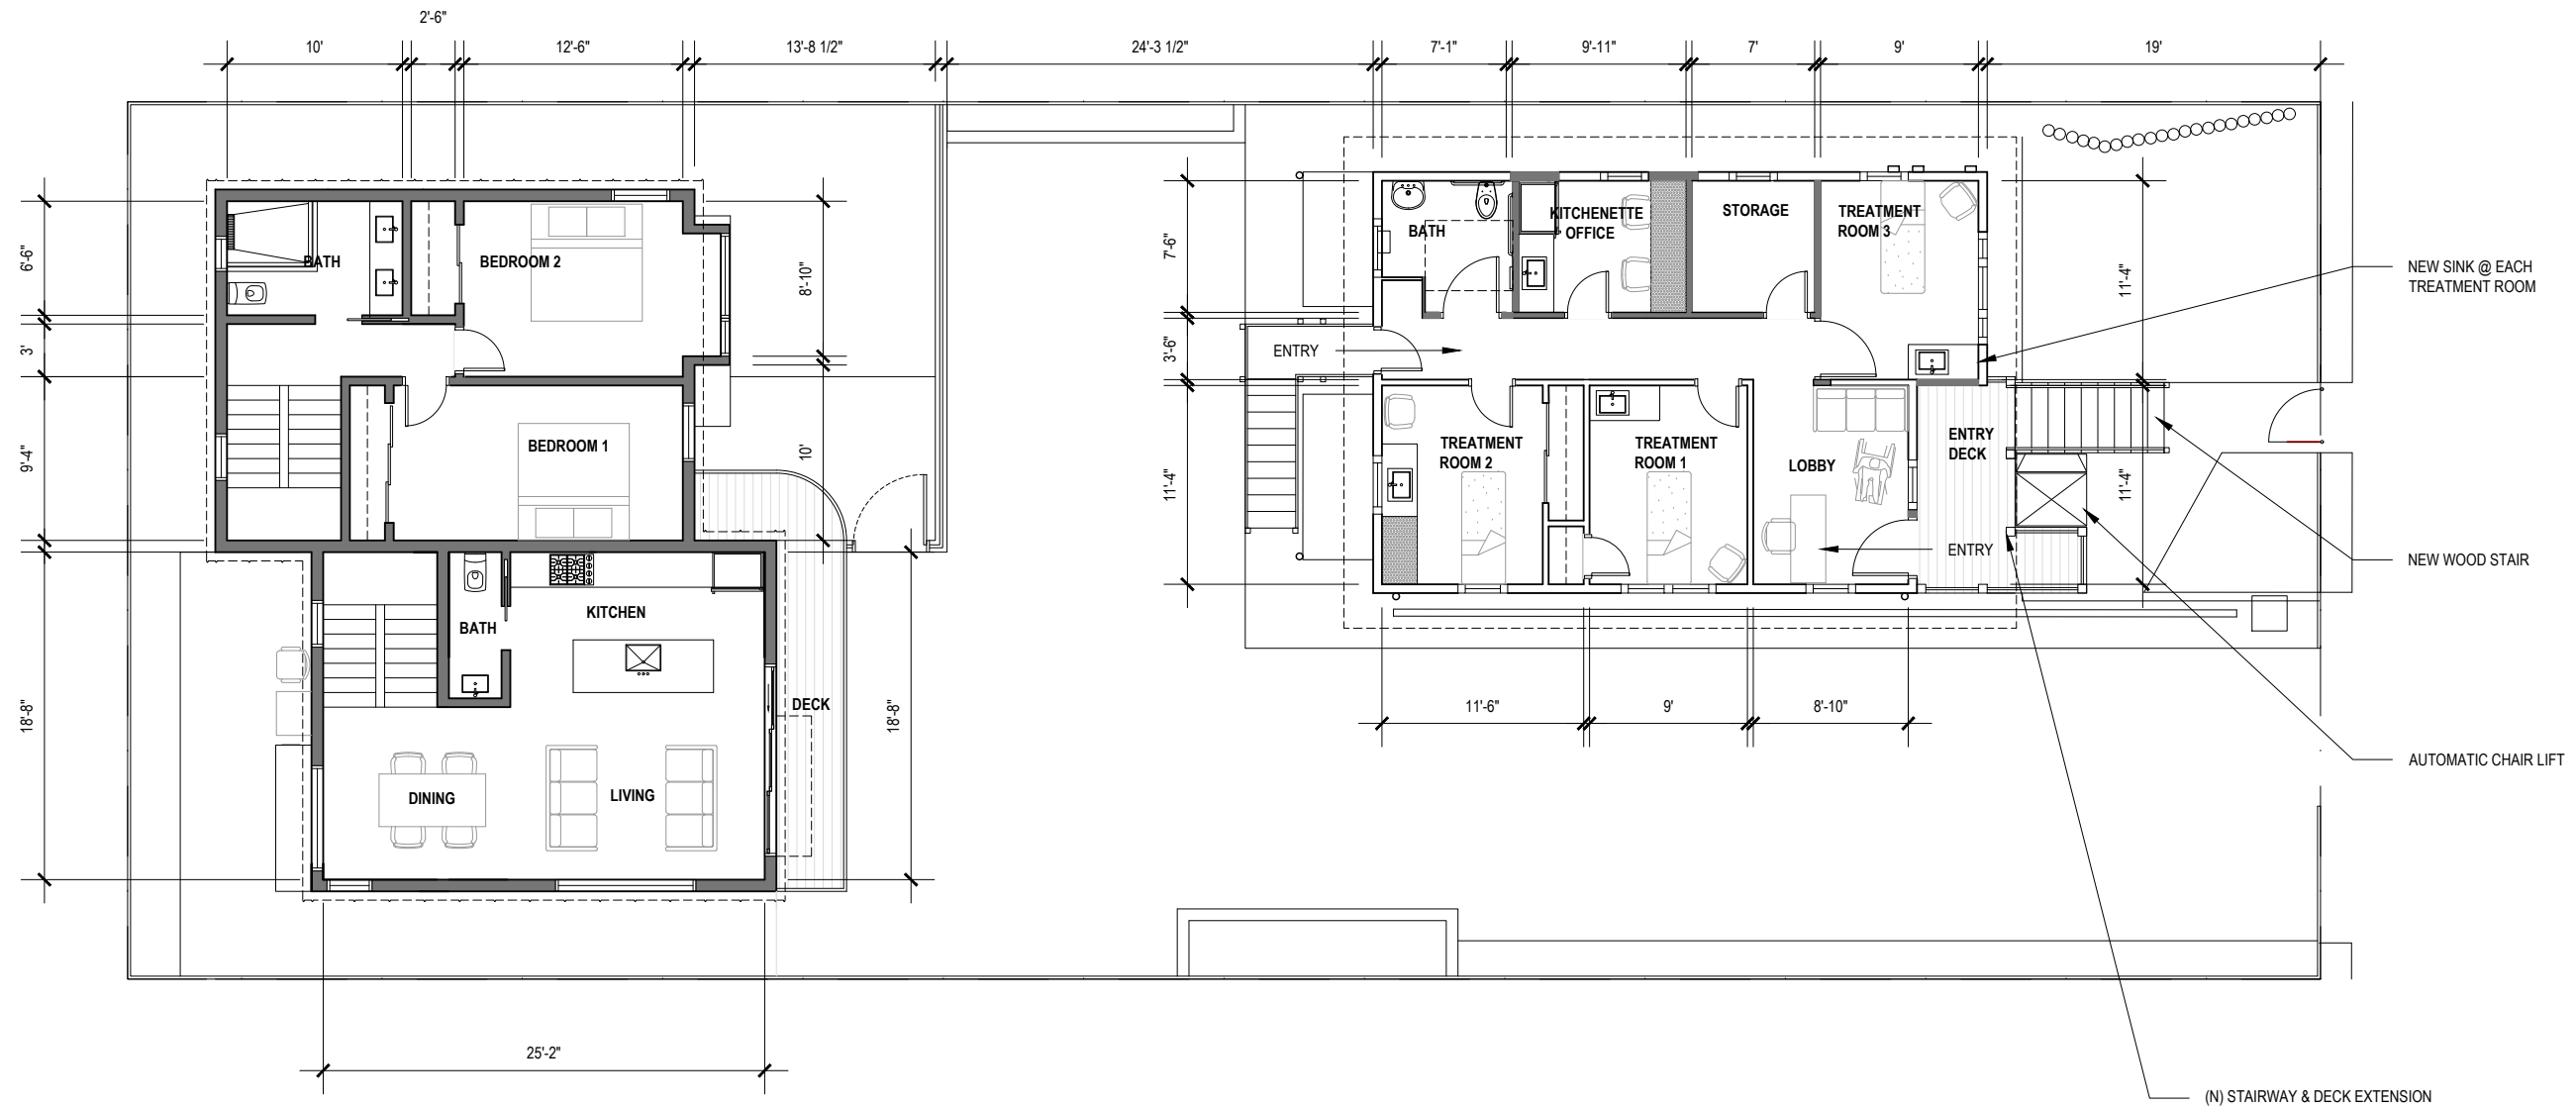 2'-6"
10'
12'-6"
13'-8 1/2"
24'-3 1/2"
7'-1"
9'-11"
7'
9'
19'
6'-6"
3'
9'-4"
18'-8"
BATH
BEDROOM 2
8'-10"
BEDROOM 1
10'
KITCHEN
BATH
DECK
18'-8"
DINING
LIVING
25'-2"
7'-6"
3'-6"
11'-4"
BATH
KITCHENETTE
OFFICE
STORAGE
TREATMENT
ROOM 3
11'-4"
ENTRY
TREATMENT
ROOM 2
TREATMENT
ROOM 1
LOBBY
ENTRY
DECK
11'-4"
ENTRY
11'-6"
9'
8'-10"
NEW SINK @ EACH
TREATMENT ROOM
NEW WOOD STAIR
AUTOMATIC CHAIR LIFT
(N) STAIRWAY & DECK EXTENSION